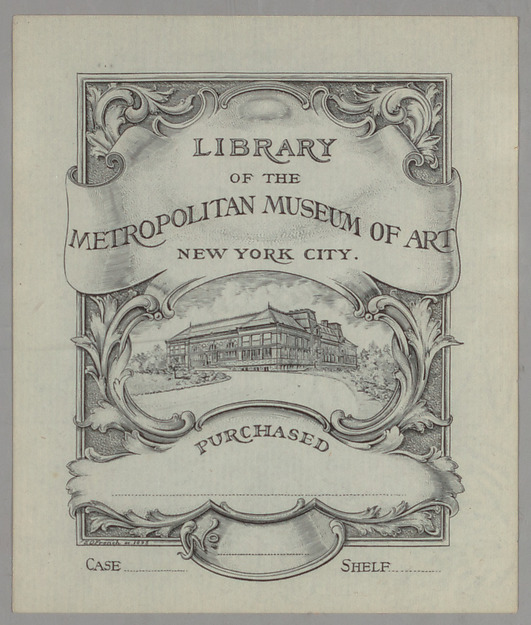 LIBRARY
OF THE
METROPOLITAN MUSEUM OF ART
NEW YORK CITY.
PURCHASED
No.
CASE
SHELF